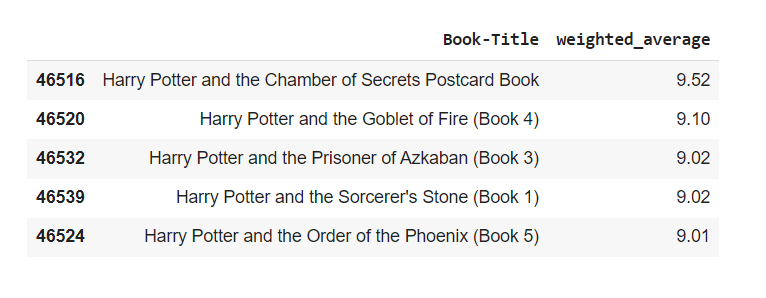 Book-Title weighted_average
46516 Harry Potter and the Chamber of Secrets Postcard Book 9.52
46520 Harry Potter and the Goblet of Fire (Book 4) 9.10
46532 Harry Potter and the Prisoner of Azkaban (Book 3) 9.02
46539 Harry Potter and the Sorcerer's Stone (Book 1) 9.02
46524 Harry Potter and the Order of the Phoenix (Book 5) 9.01